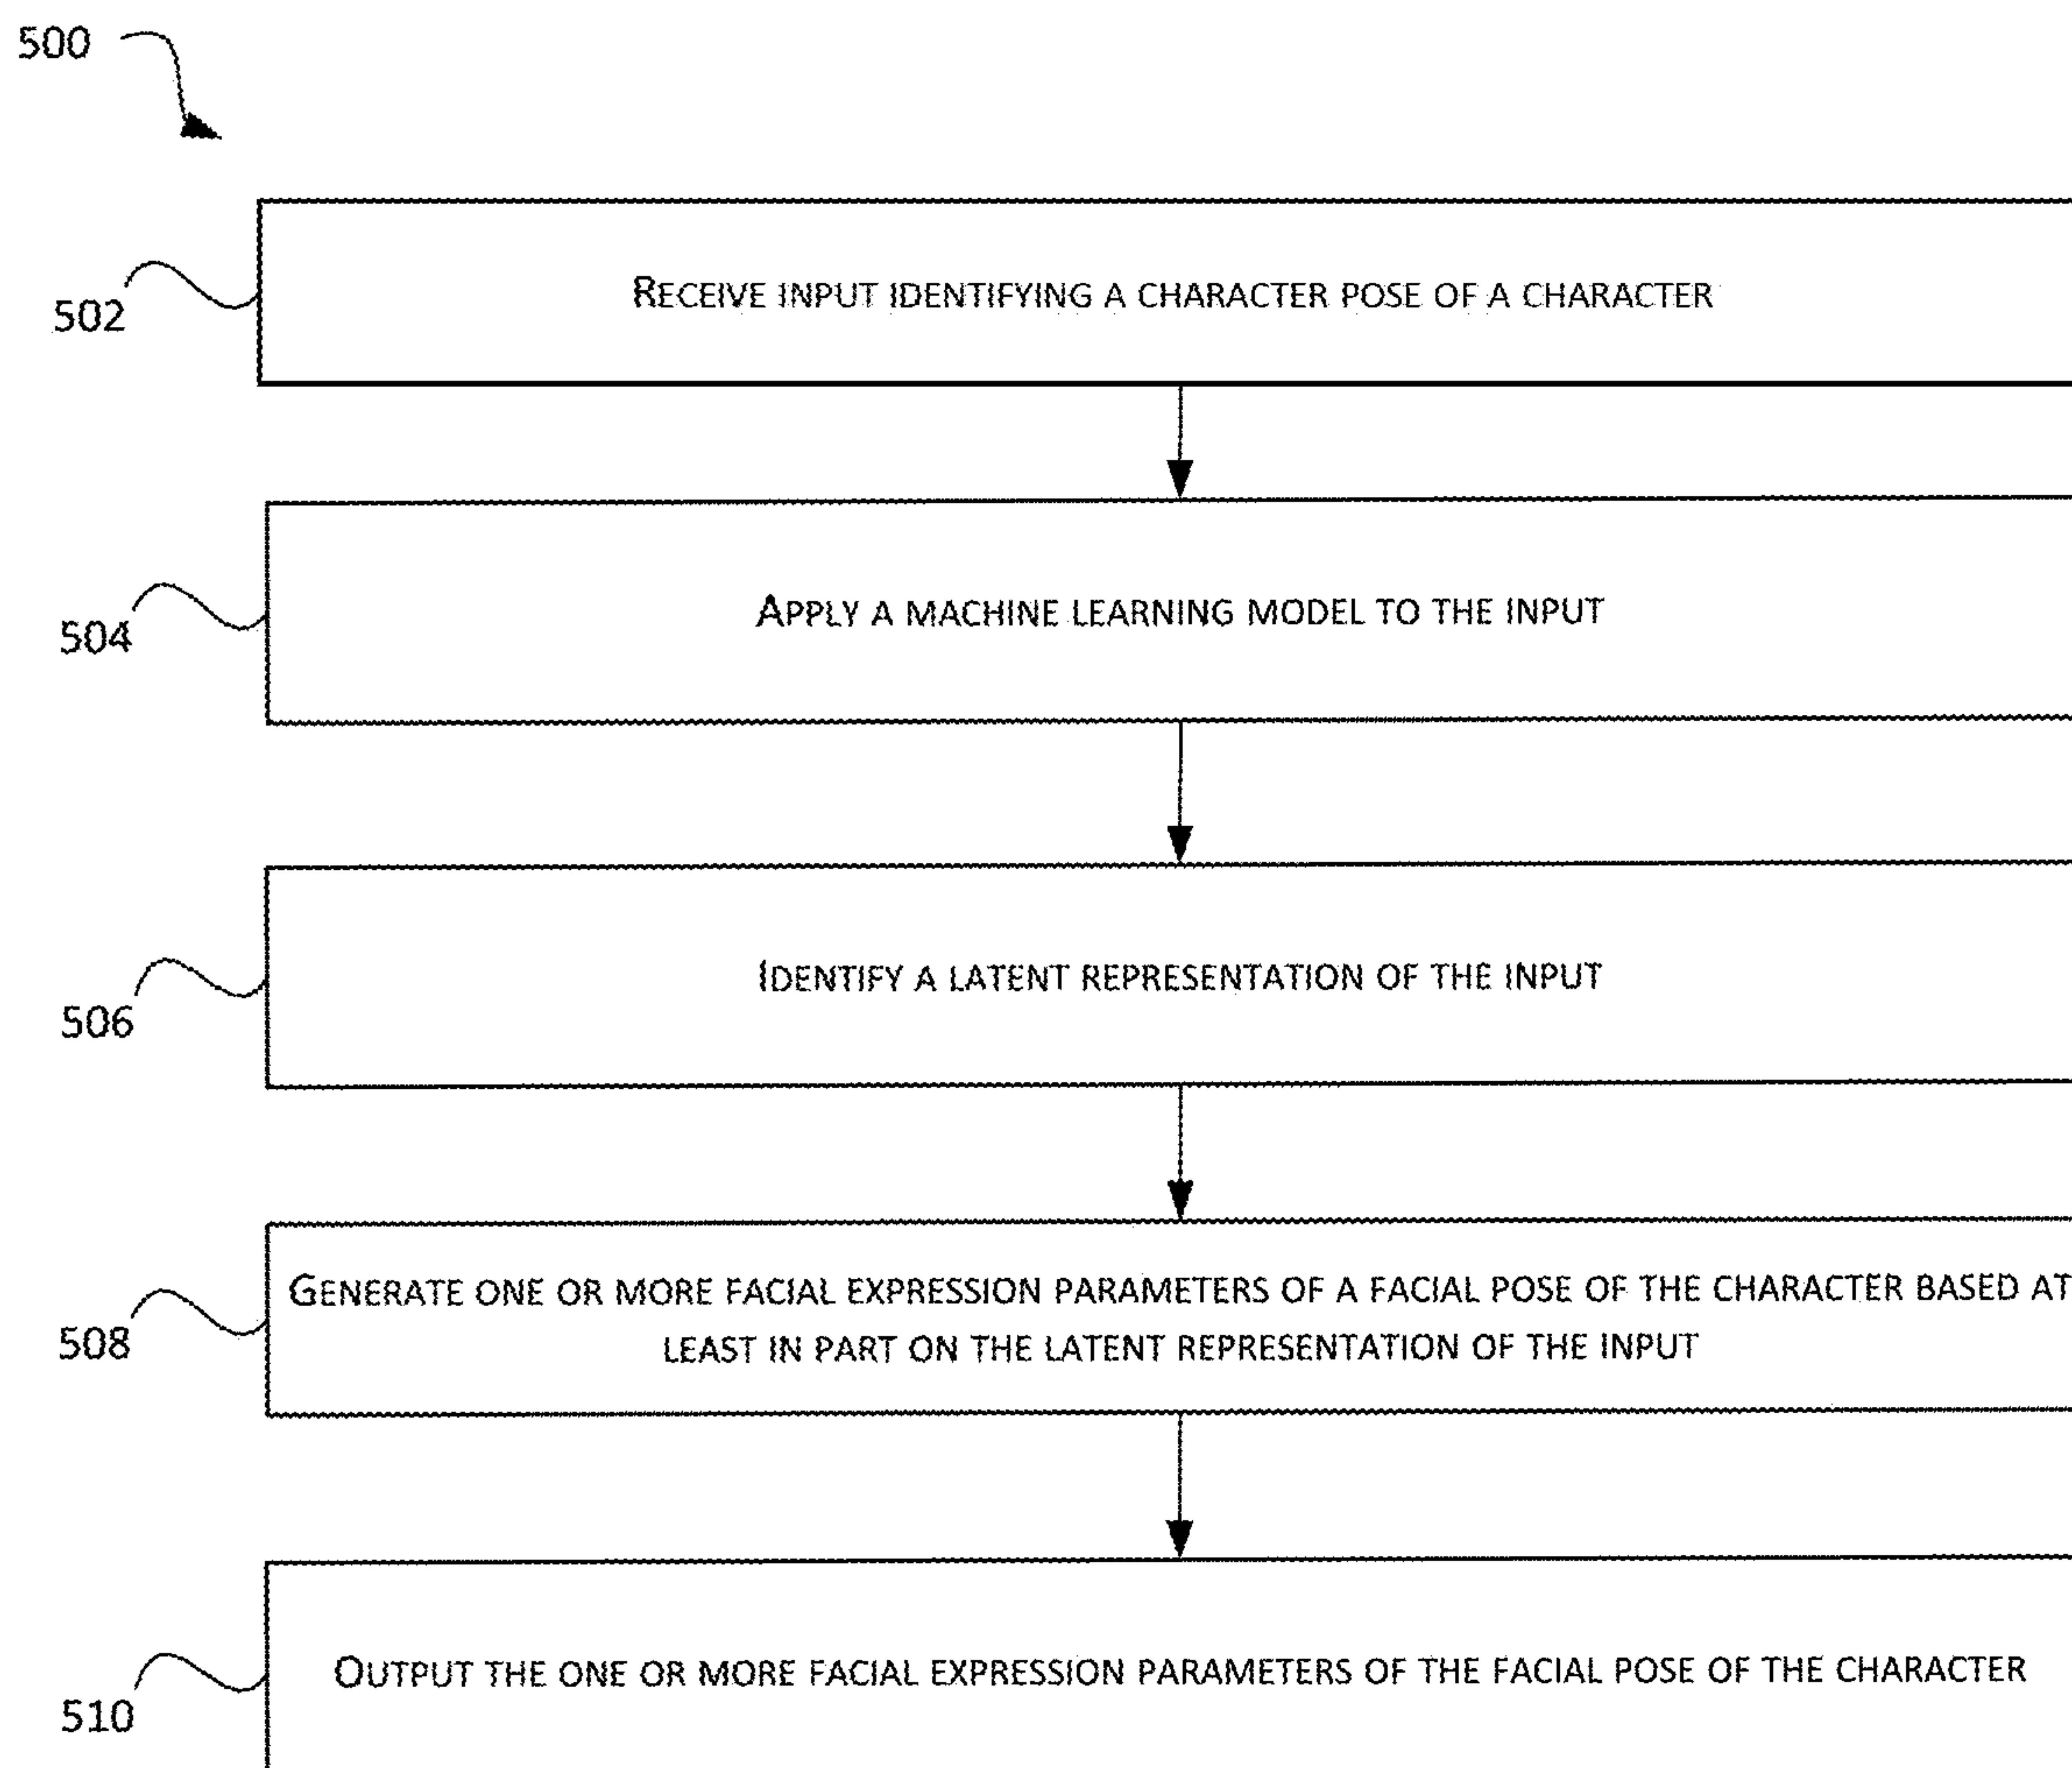 500
502
RECEIVE INPUT IDENTIFYING A CHARACTER POSE OF A CHARACTER
504
APPLY A MACHINE LEARNING MODEL TO THE INPUT
506
IDENTIFY A LATENT REPRESENTATION OF THE INPUT
508
GENERATE ONE OR MORE FACIAL EXPRESSION PARAMETERS OF A FACIAL POSE OF THE CHARACTER BASED AT
LEAST IN PART ON THE LATENT REPRESENTATION OF THE INPUT
510
OUTPUT THE ONE OR MORE FACIAL EXPRESSION PARAMETERS OF THE FACIAL POSE OF THE CHARACTER